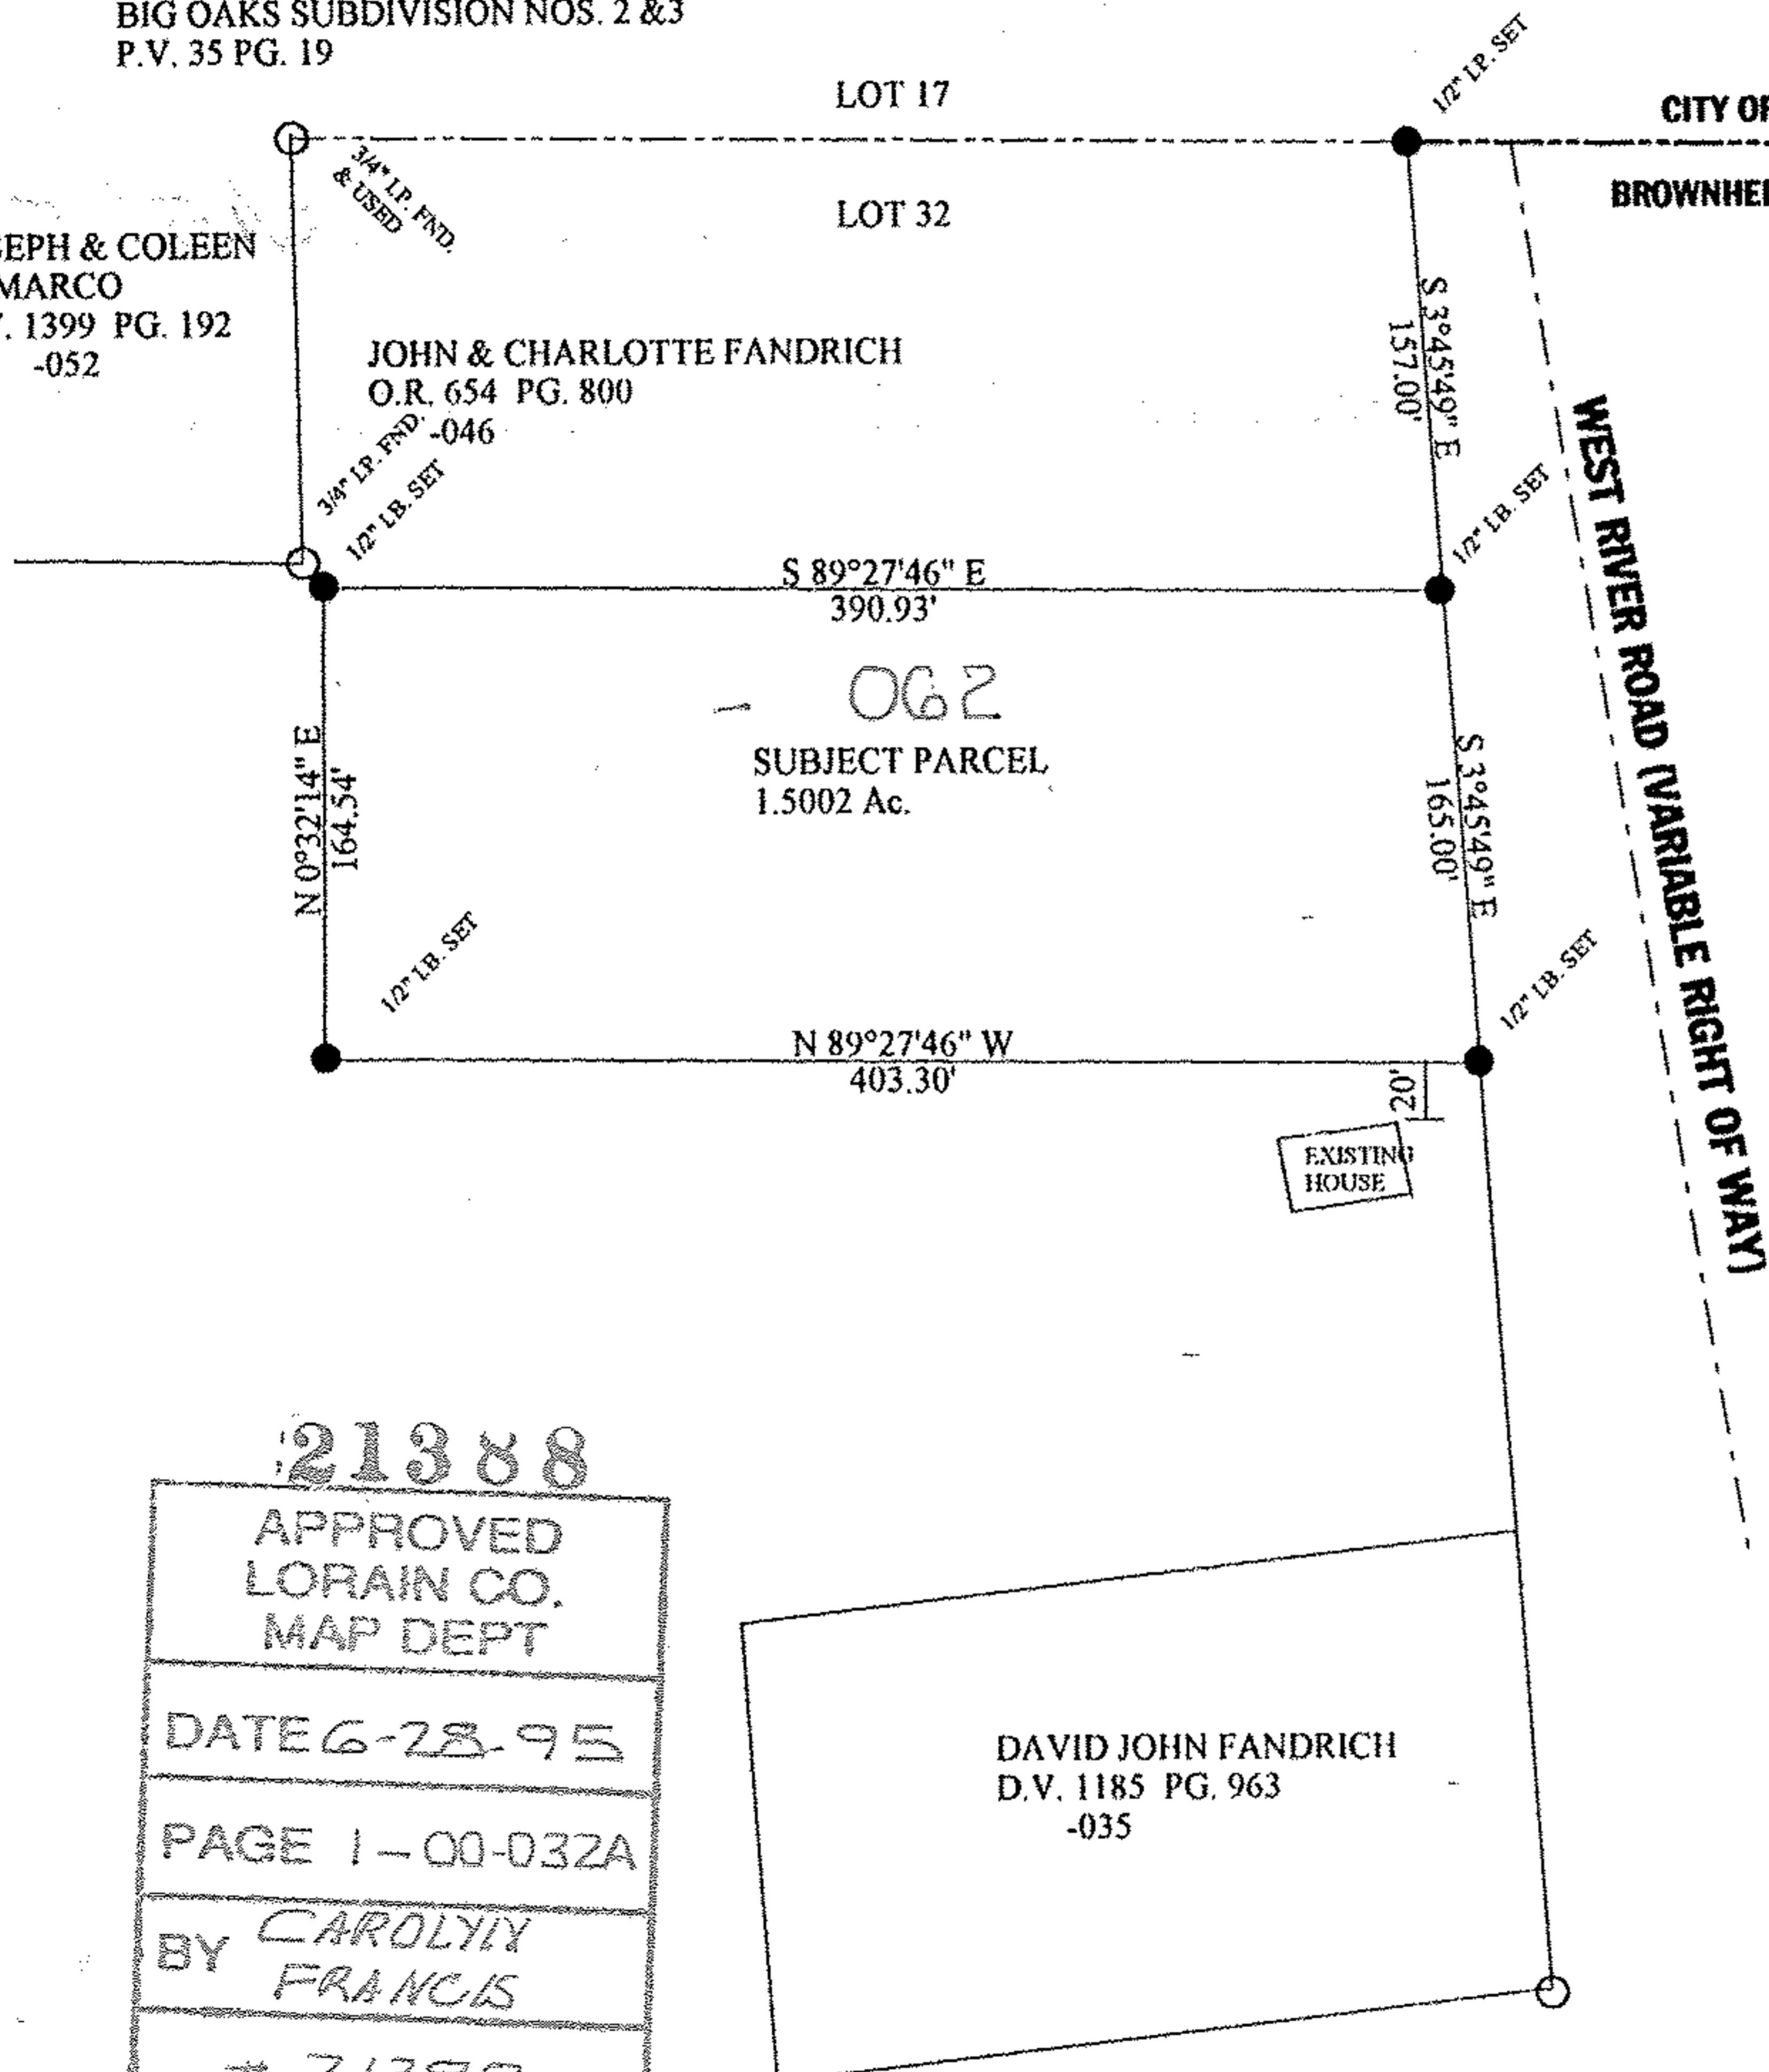 BIG OAKS SUBDIVISION NOS. 2 &3
P.V. 35 PG. 19
LOT 17
1/2" I.P. SET
CITY OF
3/4" I.P. FND.
& USED
LOT 32
& COLEEN
1399 PG. 192
-052
S 3°45'49" E
157.00'
JOHN & CHARLOTTE FANDRICH
O.R. 654 PG. 800
-046
3/4" I.P. FND.
1/2" I.B. SET
1/2" I.B. SET
WEST RIVER ROAD (VARIABLE RIGHT OF WAY)
S 89°27'46" E
390.93'
- 062
SUBJECT PARCEL
1.5002 Ac.
N 0°32'14" E
164.54'
S 3°45'49" E
165.00'
1/2" I.B. SET
1/2" I.B. SET
N 89°27'46" W
403.30'
20'
EXISTING
HOUSE
21388
APPROVED
LORAIN CO.
MAP DEPT
DATE 6-28-95
PAGE 1-00-032A
BY CAROLYN
FRANCIS
DAVID JOHN FANDRICH
D.V. 1185 PG. 963
-035